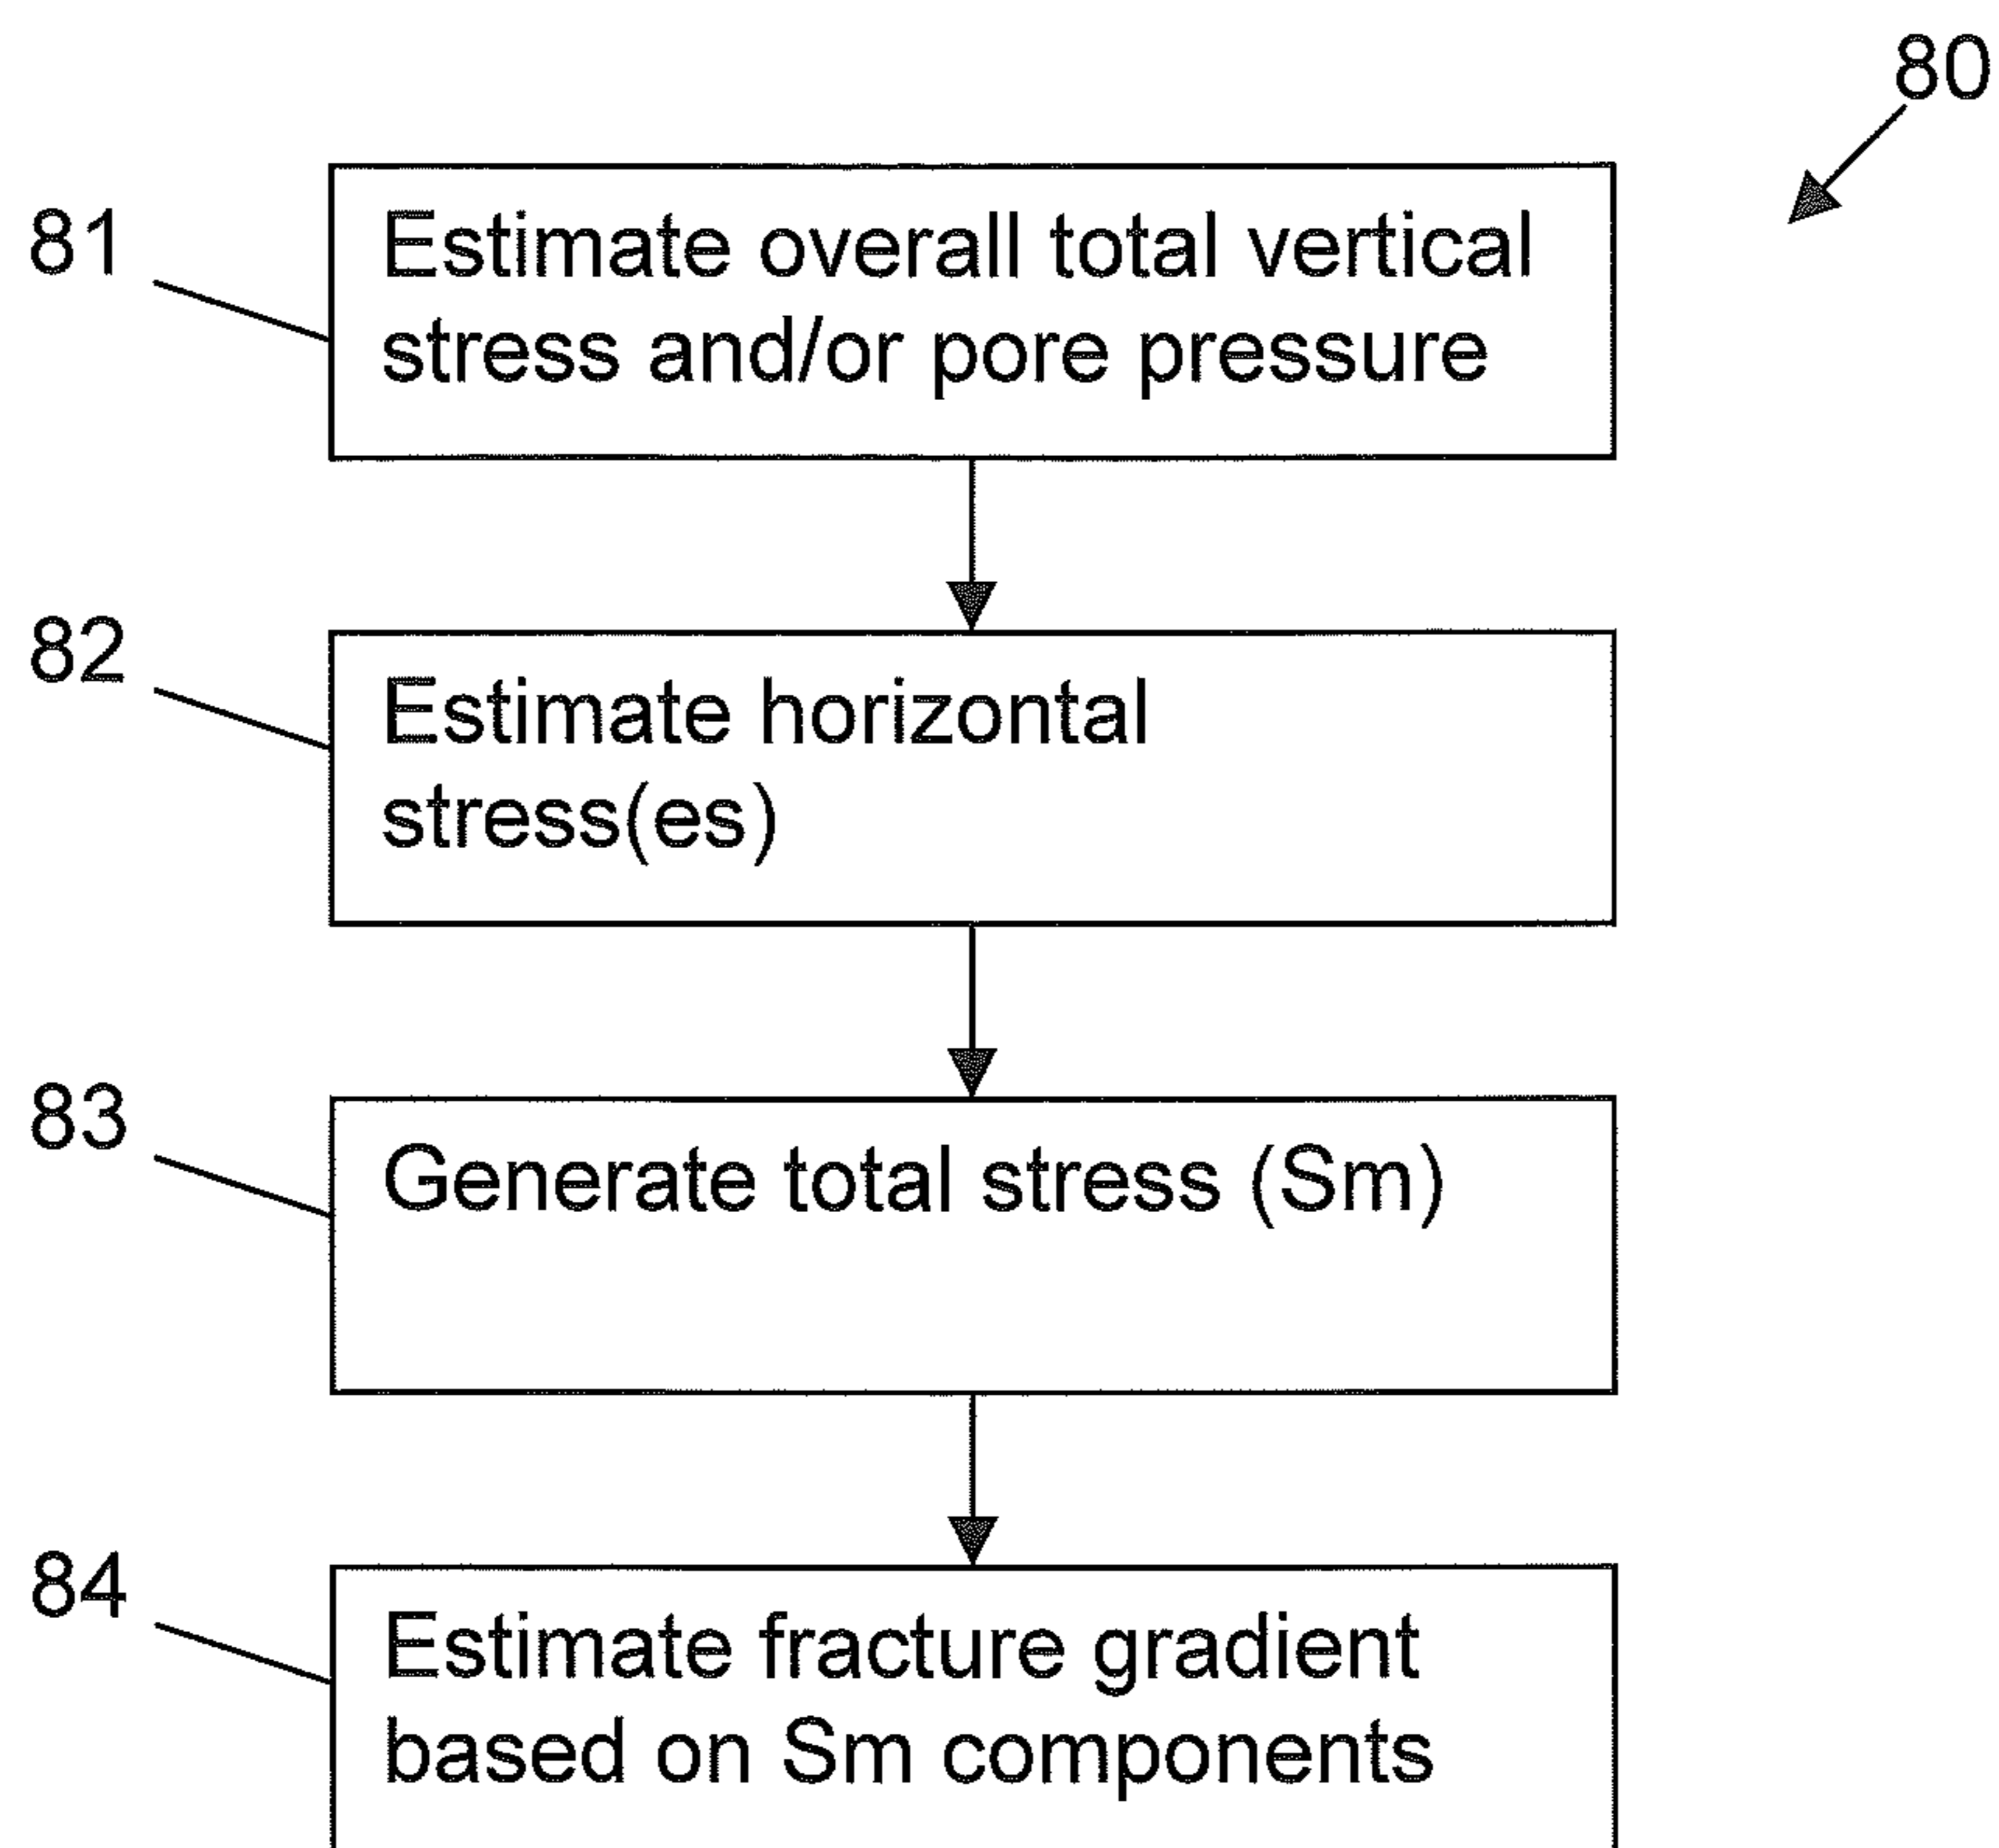 80
81
Estimate overall total vertical
stress and/or pore pressure
82
Estimate horizontal
stress(es)
83
Generate total stress (Sm)
84
Estimate fracture gradient
based on Sm components